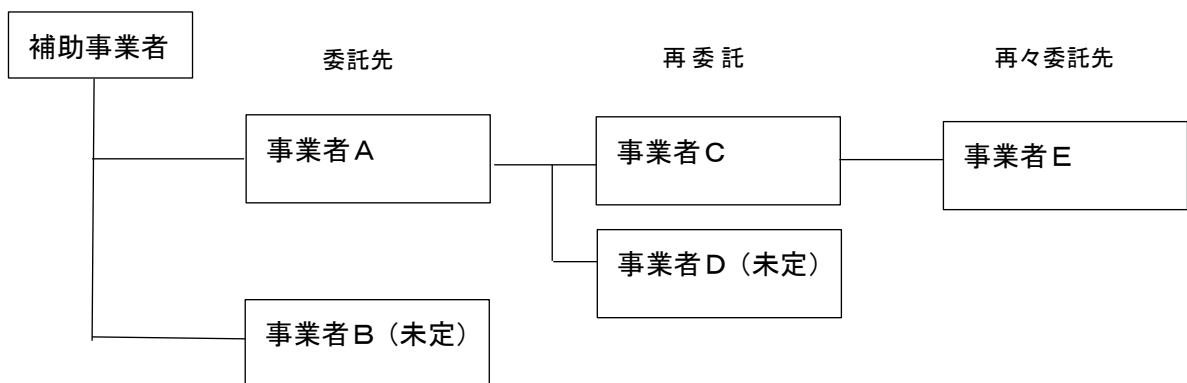 補助事業者
委託先
再委託
再々委託先
事業者A
事業者C
事業者E
事業者D（未定）
事業者B（未定）